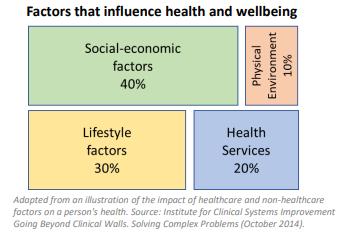 Factors that influence health and wellbeing
Social-economic
factors
40%
Physical
Environment
10%
Lifestyle
factors
30%
Health
Services
20%
Adapted from an illustration of the impact of healthcare and non-healthcare
factors on a person's health. Source: Institute for Clinical Systems Improvement
Going Beyond Clinical Walls. Solving Complex Problems (October 2014).